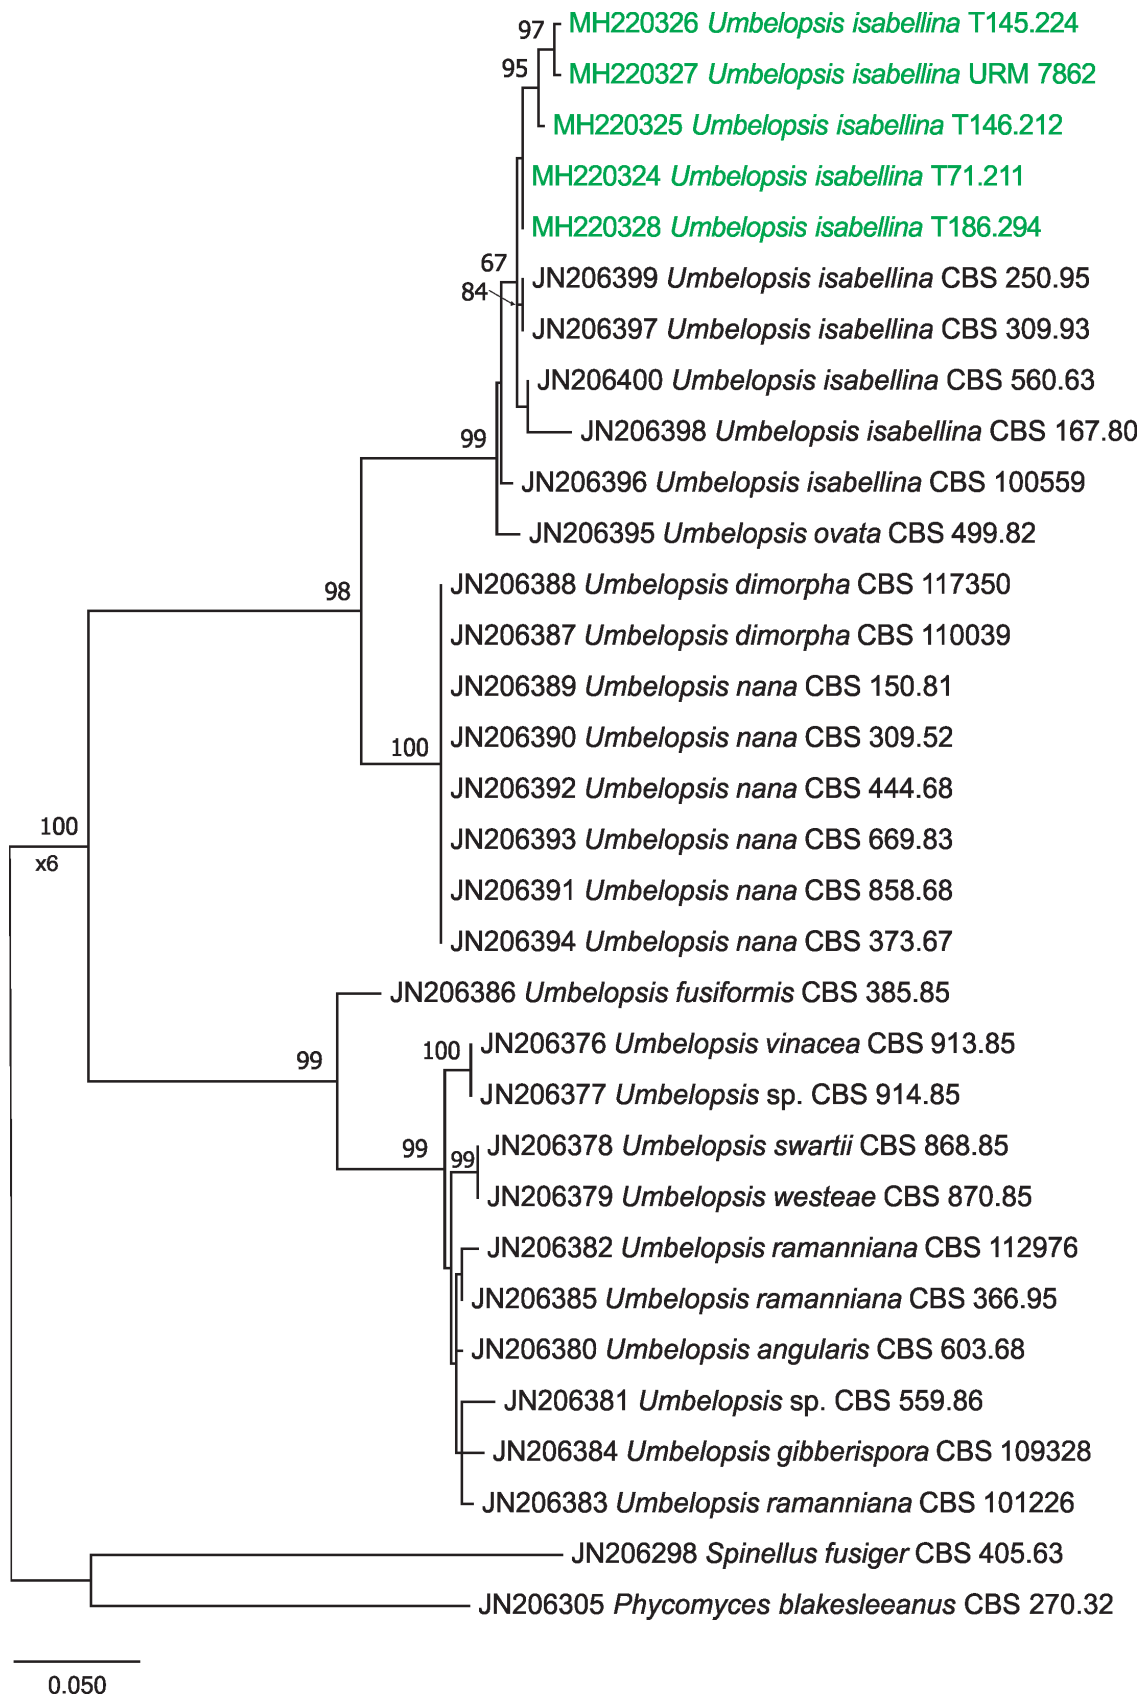 97
MH220326 Umbelopsis isabellina T145.224
95
MH220327 Umbelopsis isabellina URM 7862
MH220325 Umbelopsis isabellina T146.212
MH220324 Umbelopsis isabellina T71.211
MH220328 Umbelopsis isabellina T186.294
67
84
JN206399 Umbelopsis isabellina CBS 250.95
JN206397 Umbelopsis isabellina CBS 309.93
JN206400 Umbelopsis isabellina CBS 560.63
99
JN206398 Umbelopsis isabellina CBS 167.80
JN206396 Umbelopsis isabellina CBS 100559
JN206395 Umbelopsis ovata CBS 499.82
98
JN206388 Umbelopsis dimorpha CBS 117350
JN206387 Umbelopsis dimorpha CBS 110039
JN206389 Umbelopsis nana CBS 150.81
100
JN206390 Umbelopsis nana CBS 309.52
JN206392 Umbelopsis nana CBS 444.68
100
x6
JN206393 Umbelopsis nana CBS 669.83
JN206391 Umbelopsis nana CBS 858.68
JN206394 Umbelopsis nana CBS 373.67
JN206386 Umbelopsis fusiformis CBS 385.85
99
100
JN206376 Umbelopsis vinacea CBS 913.85
JN206377 Umbelopsis sp. CBS 914.85
99
99
JN206378 Umbelopsis swartii CBS 868.85
JN206379 Umbelopsis westeae CBS 870.85
JN206382 Umbelopsis ramanniana CBS 112976
JN206385 Umbelopsis ramanniana CBS 366.95
JN206380 Umbelopsis angularis CBS 603.68
JN206381 Umbelopsis sp. CBS 559.86
JN206384 Umbelopsis gibberispora CBS 109328
JN206383 Umbelopsis ramanniana CBS 101226
JN206298 Spinellus fusiger CBS 405.63
JN206305 Phycomyces blakesleeanus CBS 270.32
0.050